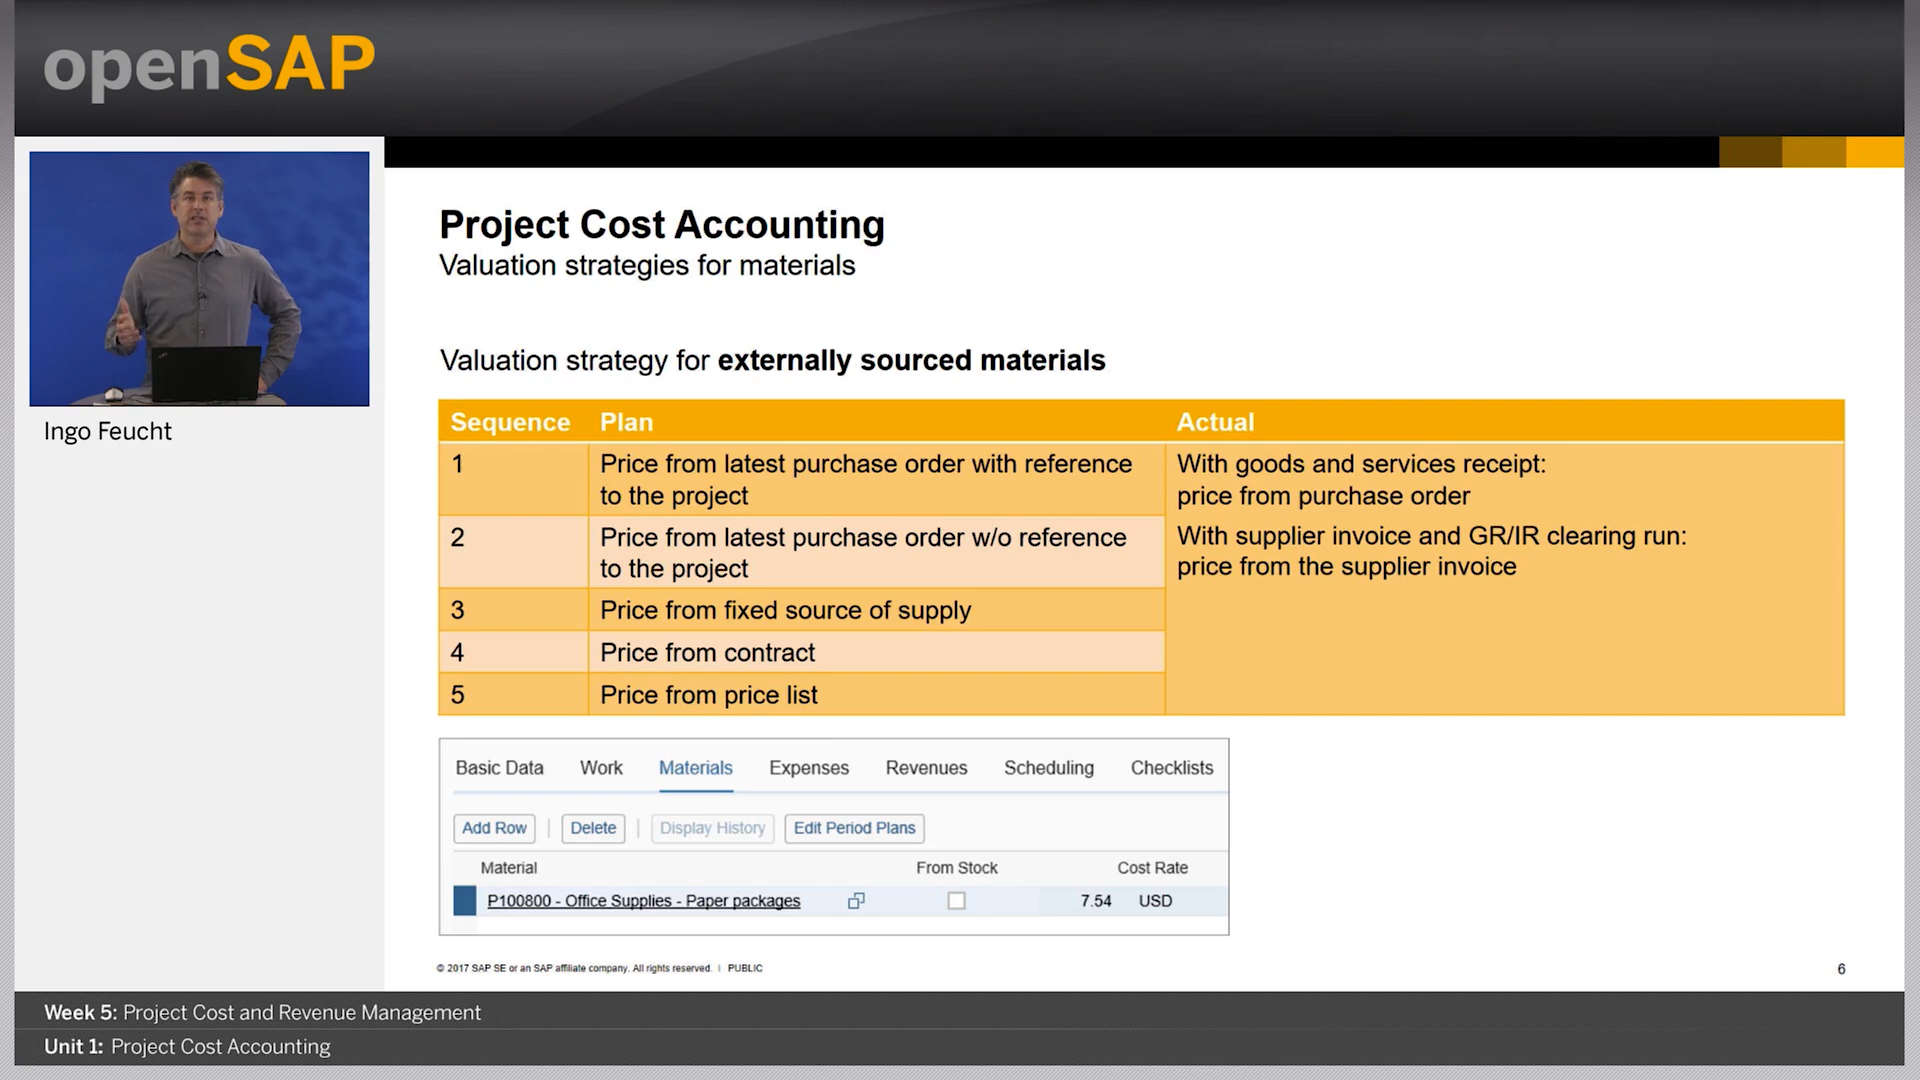 openSAP
Ingo Feucht
Project Cost Accounting
Valuation strategies for materials
Valuation strategy for externally sourced materials
Sequence Plan Actual
1 Price from latest purchase order with reference
to the project
With goods and services receipt:
price from purchase order
With supplier invoice and GR/IR clearing run:
price from the supplier invoice
2 Price from latest purchase order w/o reference
to the project
3 Price from fixed source of supply
4 Price from contract
5 Price from price list
Basic Data Work Materials Expenses Revenues Scheduling Checklists
Add Row | Delete | Display History Edit Period Plans
Material From Stock Cost Rate
P100800 - Office Supplies - Paper packages 7.54 USD
© 2017 SAP SE or an SAP affiliate company. All rights reserved. | PUBLIC
6
Week 5: Project Cost and Revenue Management
Unit 1: Project Cost Accounting